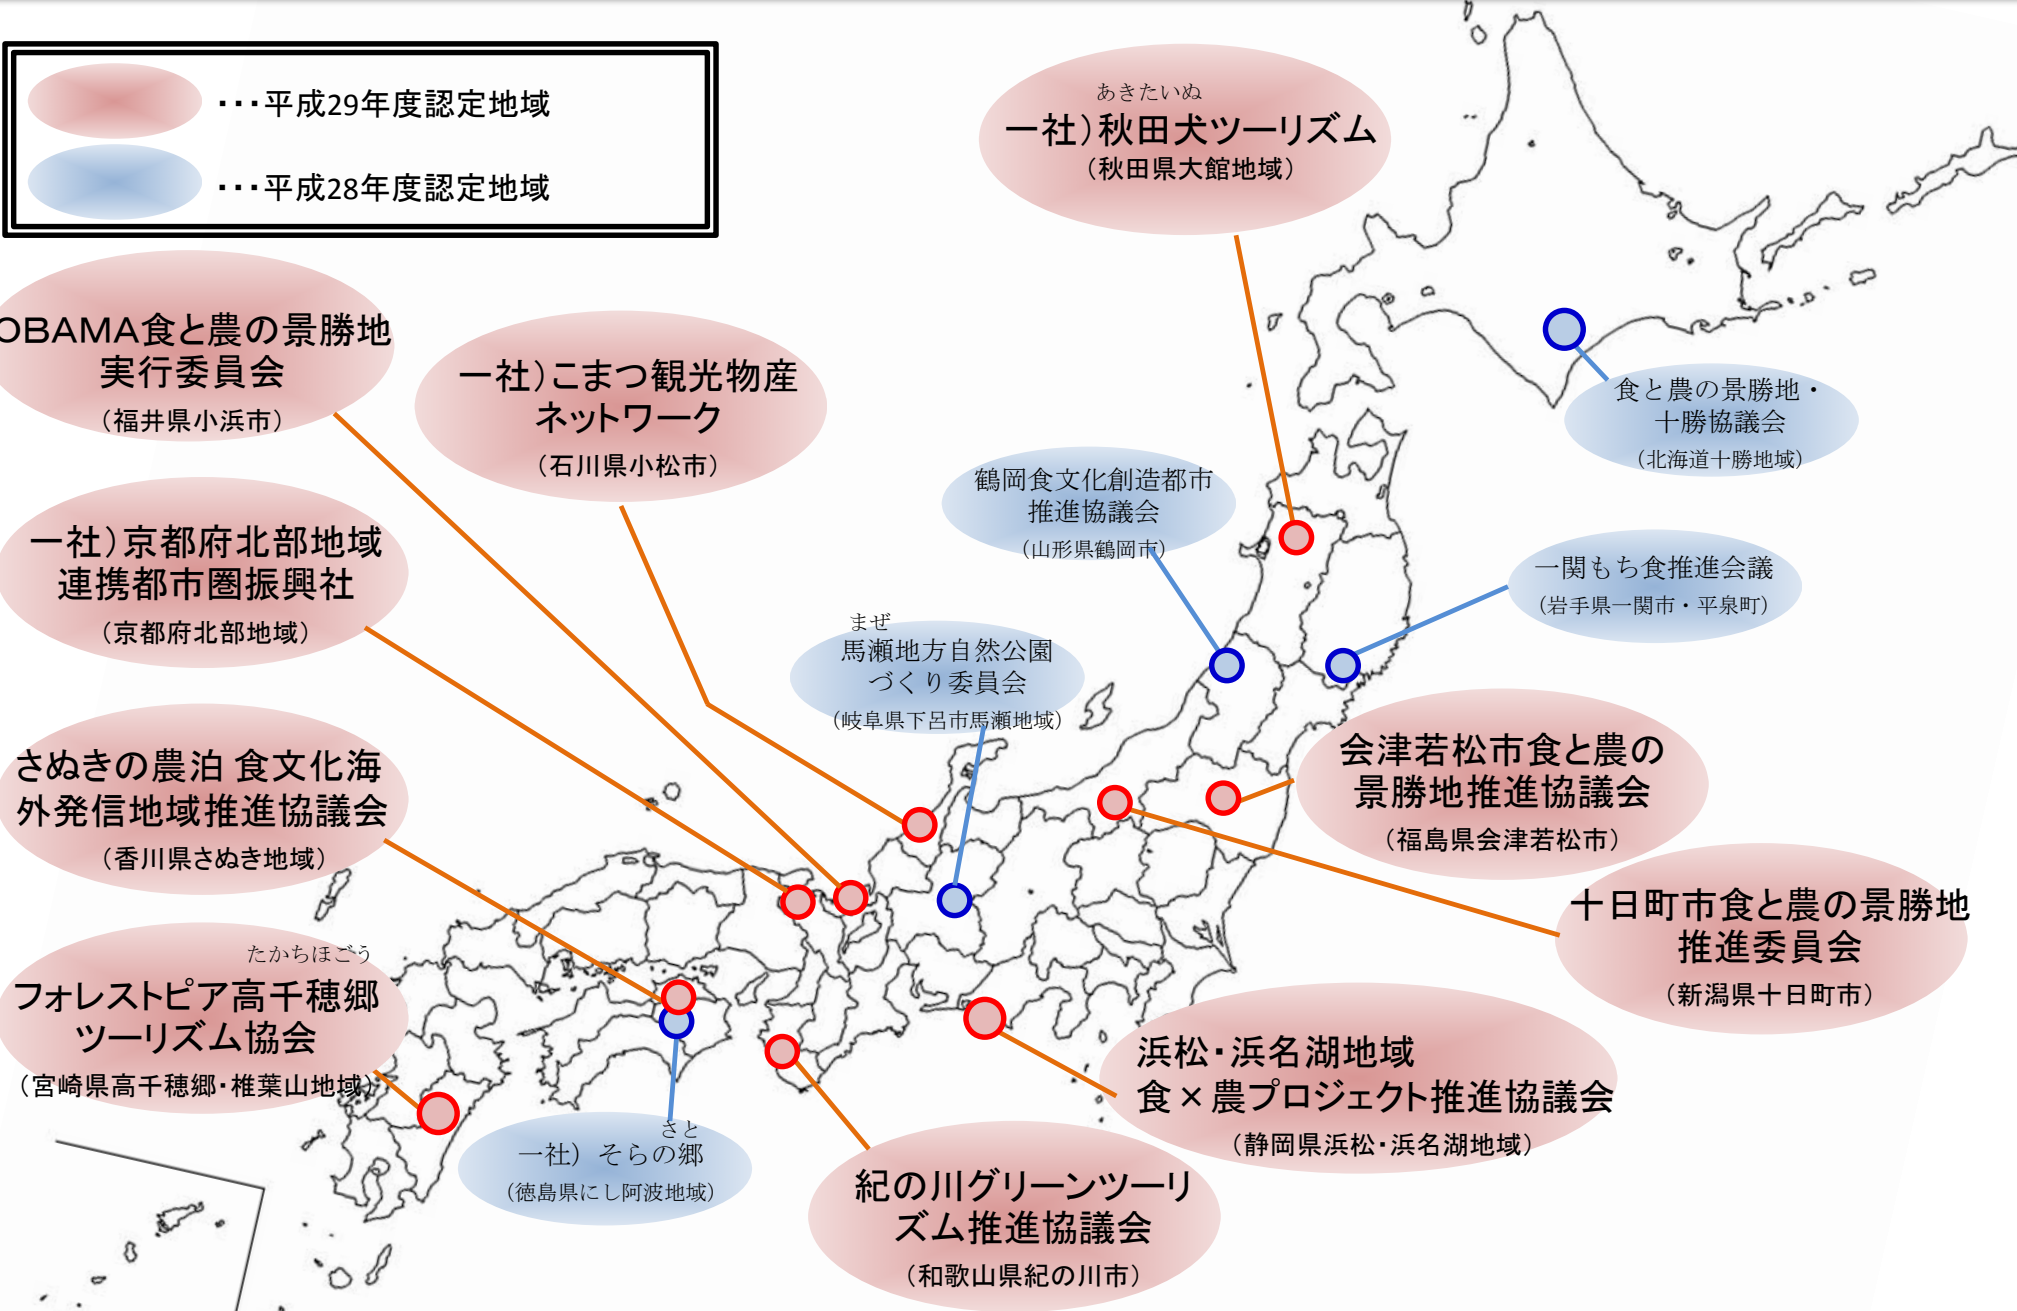 ・・・平成29年度認定地域
・・・平成28年度認定地域
あきたいぬ
一社）秋田犬ツーリズム
（秋田県大館地域）
OBAMA食と農の景勝地
実行委員会
（福井県小浜市）
一社）こまつ観光物産
ネットワーク
（石川県小松市）
食と農の景勝地・
十勝協議会
（北海道十勝地域）
鶴岡食文化創造都市
推進協議会
（山形県鶴岡市）
一社）京都府北部地域
連携都市圏振興社
（京都府北部地域）
一関もち食推進会議
（岩手県一関市・平泉町）
まぜ
馬瀬地方自然公園
づくり委員会
（岐阜県下呂市馬瀬地域）
さぬきの農泊 食文化海
外発信地域推進協議会
（香川県さぬき地域）
会津若松市食と農の
景勝地推進協議会
（福島県会津若松市）
十日町市食と農の景勝地
推進委員会
（新潟県十日町市）
たかちほごう
フォレストピア高千穂郷
ツーリズム協会
（宮崎県高千穂郷・椎葉山地域）
浜松・浜名湖地域
食×農プロジェクト推進協議会
（静岡県浜松・浜名湖地域）
さと
一社）そらの郷
（徳島県にし阿波地域）
紀の川グリーンツーリ
ズム推進協議会
（和歌山県紀の川市）